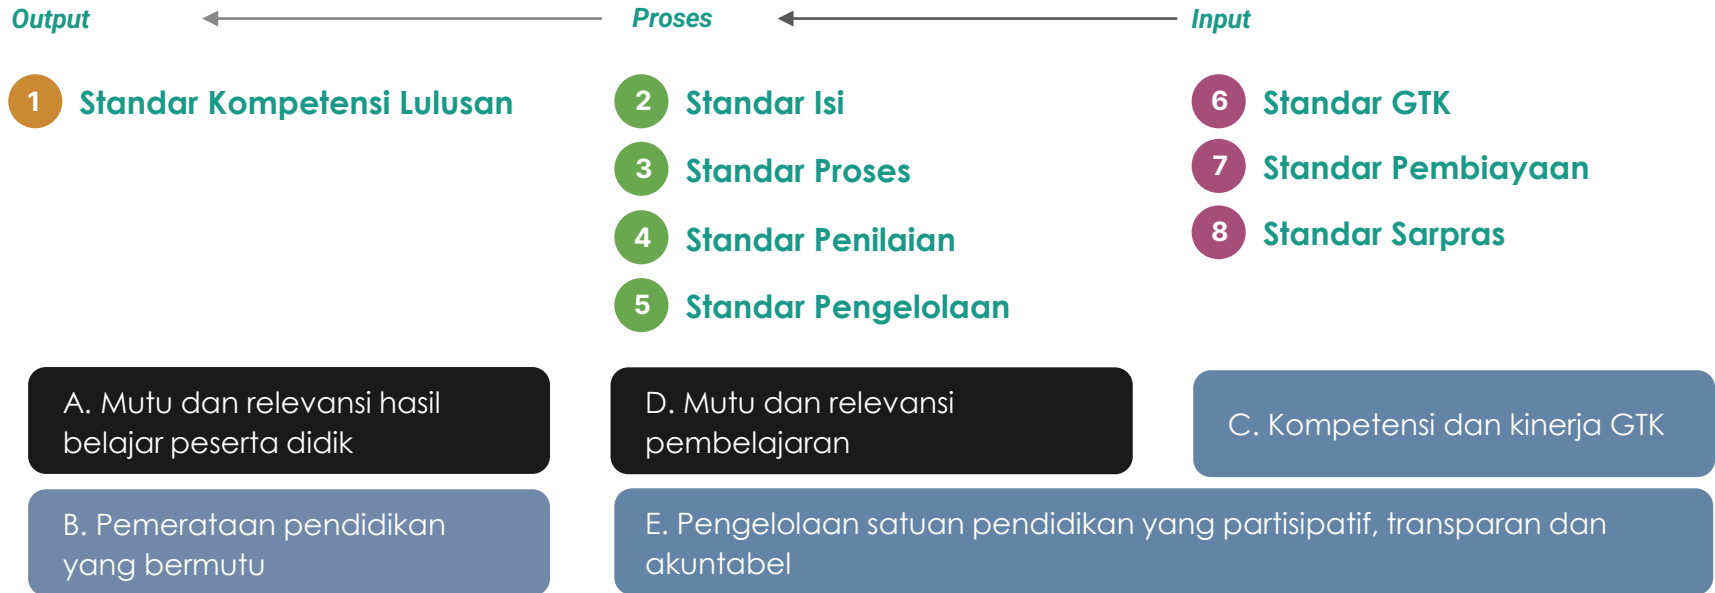 Output
Proses
Input
1 Standar Kompetensi Lulusan
2 Standar Isi
3 Standar Proses
4 Standar Penilaian
5 Standar Pengelolaan
6 Standar GTK
7 Standar Pembiayaan
8 Standar Sarpras
A. Mutu dan relevansi hasil
belajar peserta didik
D. Mutu dan relevansi
pembelajaran
C. Kompetensi dan kinerja GTK
B. Pemerataan pendidikan
yang bermutu
E. Pengelolaan satuan pendidikan yang partisipatif, transparan dan
akuntabel